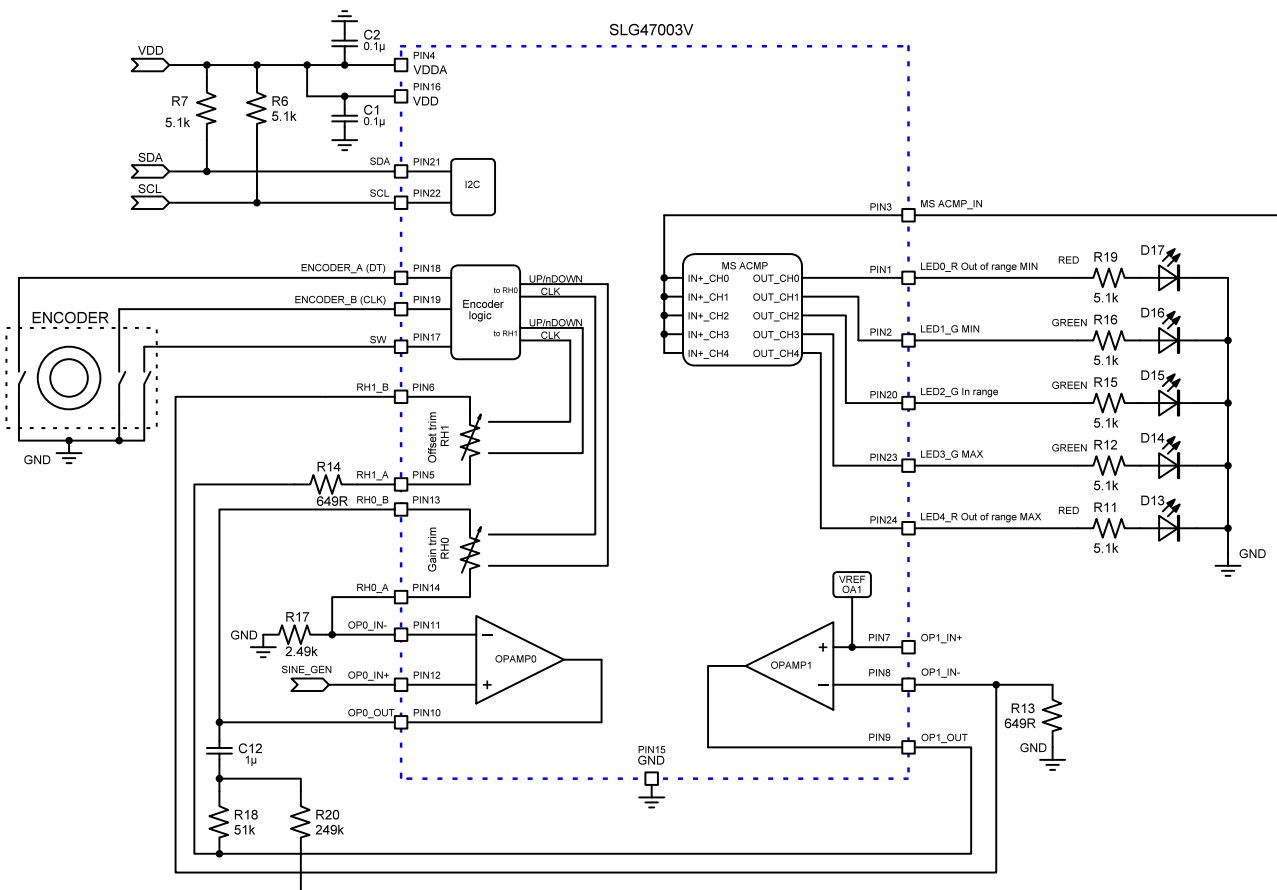 SLG47003V
C2
0.1µ
VDD
PIN4
VDDA
PIN16
VDD
R7
5.1k
R6
5.1k
C1
0.1µ
SDA
SDA
PIN21
I2C
SCL
SCL
PIN22
PIN3
MS ACMP_IN
ENCODER_A (DT)
PIN18
ENCODER_B (CLK)
PIN19
SW
PIN17
Encoder
logic
to RH0
to RH1
UP/nDOWN
CLK
UP/nDOWN
CLK
ENCODER
GND
MS ACMP
IN+_CH0
OUT_CH0
IN+_CH1
OUT_CH1
IN+_CH2
OUT_CH2
IN+_CH3
OUT_CH3
IN+_CH4
OUT_CH4
PIN1
LED0_R Out of range MIN
RED
R19
5.1k
D17
PIN2
LED1_G MIN
GREEN
R16
5.1k
D16
PIN20
LED2_G In range
GREEN
R15
5.1k
D15
PIN23
LED3_G MAX
GREEN
R12
5.1k
D14
PIN24
LED4_R Out of range MAX
RED
R11
5.1k
D13
GND
RH1_B
PIN6
Offset trim
RH1
R14
649R
RH1_A
PIN5
RH0_B
PIN13
Gain trim
RH0
RH0_A
PIN14
GND
R17
2.49k
OP0_IN-
PIN11
SINE_GEN
OP0_IN+
PIN12
OPAMP0
OP0_OUT
PIN10
VREF
OA1
PIN7
OP1_IN+
OPAMP1
PIN8
OP1_IN-
R13
649R
GND
PIN9
OP1_OUT
PIN15
GND
C12
1µ
R18
51k
R20
249k